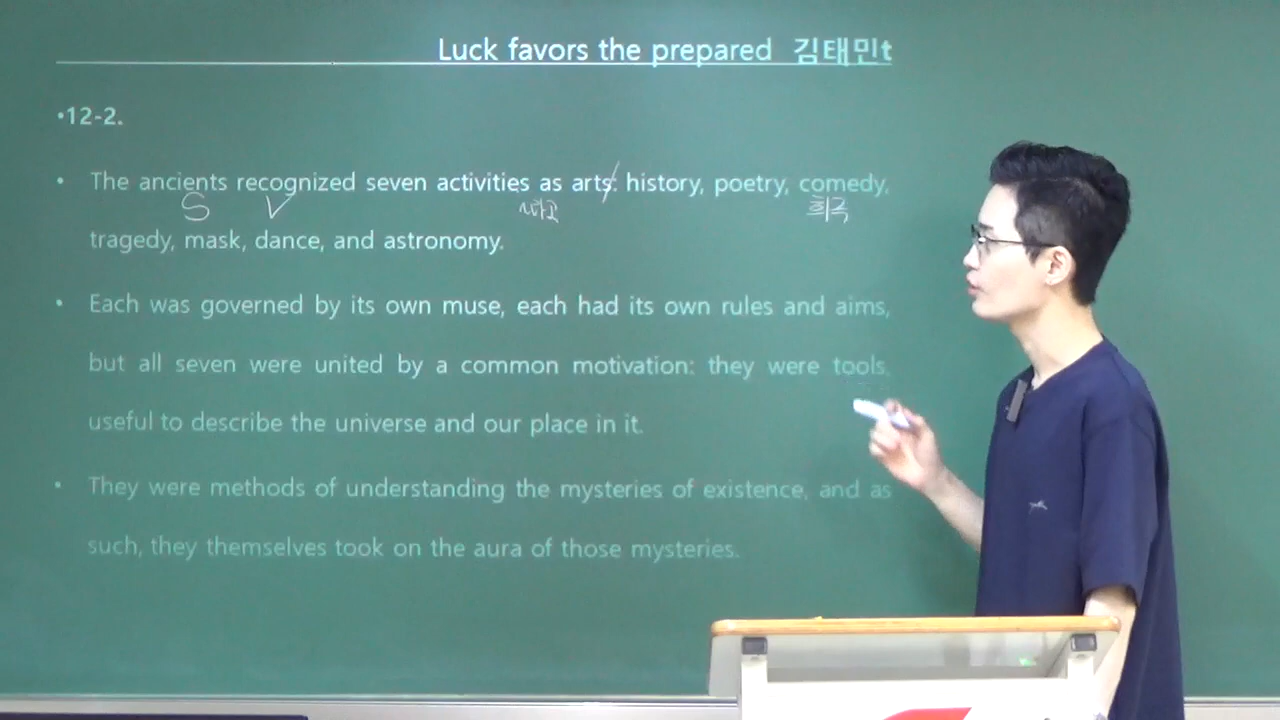 Luck favors the prepared 김태민t
•12-2.
• The ancients recognized seven activities as arts: history, poetry, comedy,
S V 라고 희극
tragedy, mask, dance, and astronomy.
• Each was governed by its own muse, each had its own rules and aims,
but all seven were united by a common motivation: they were tools,
useful to describe the universe and our place in it.
• They were methods of understanding the mysteries of existence, and as
such, they themselves took on the aura of those mysteries.